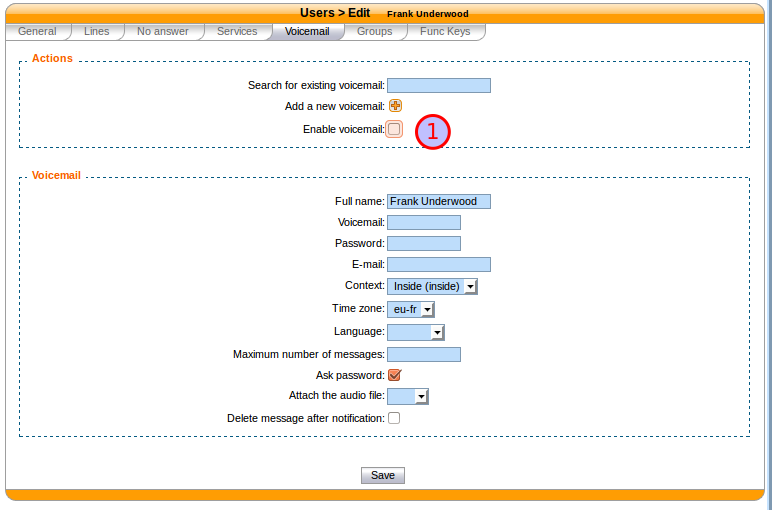 Users > Edit Frank Underwood
General Lines No answer Services Voicemail Groups Func Keys
Actions
Search for existing voicemail:
Add a new voicemail:
Enable voicemail: 1
Voicemail
Full name: Frank Underwood
Voicemail:
Password:
E-mail:
Context: Inside (inside)
Time zone: eu-fr
Language:
Maximum number of messages:
Ask password:
Attach the audio file:
Delete message after notification:
Save